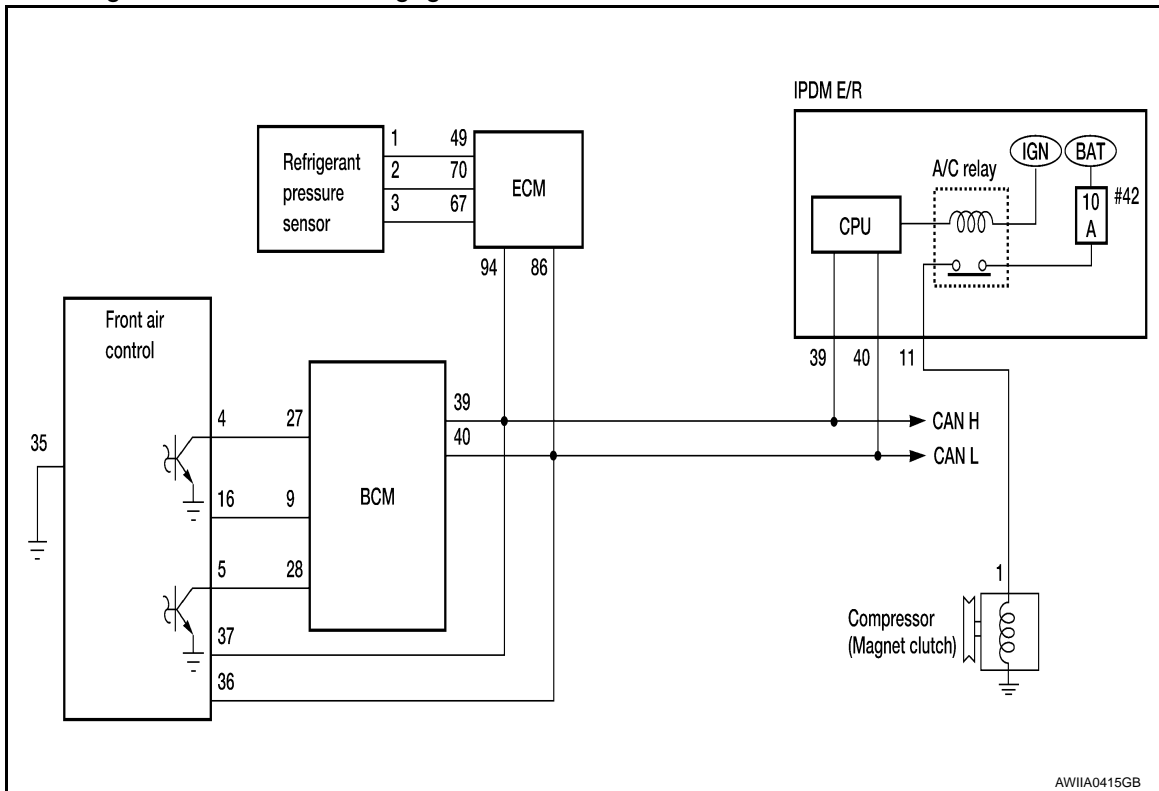 IPDM E/R
IGN
BAT
A/C relay
10
A
#42
CPU
39
40
11
Refrigerant
pressure
sensor
1
2
3
49
70
67
ECM
94
86
Front air
control
35
4
27
16
9
5
28
37
36
BCM
39
40
CAN H
CAN L
1
Compressor
(Magnet clutch)
AWIIA0415GB